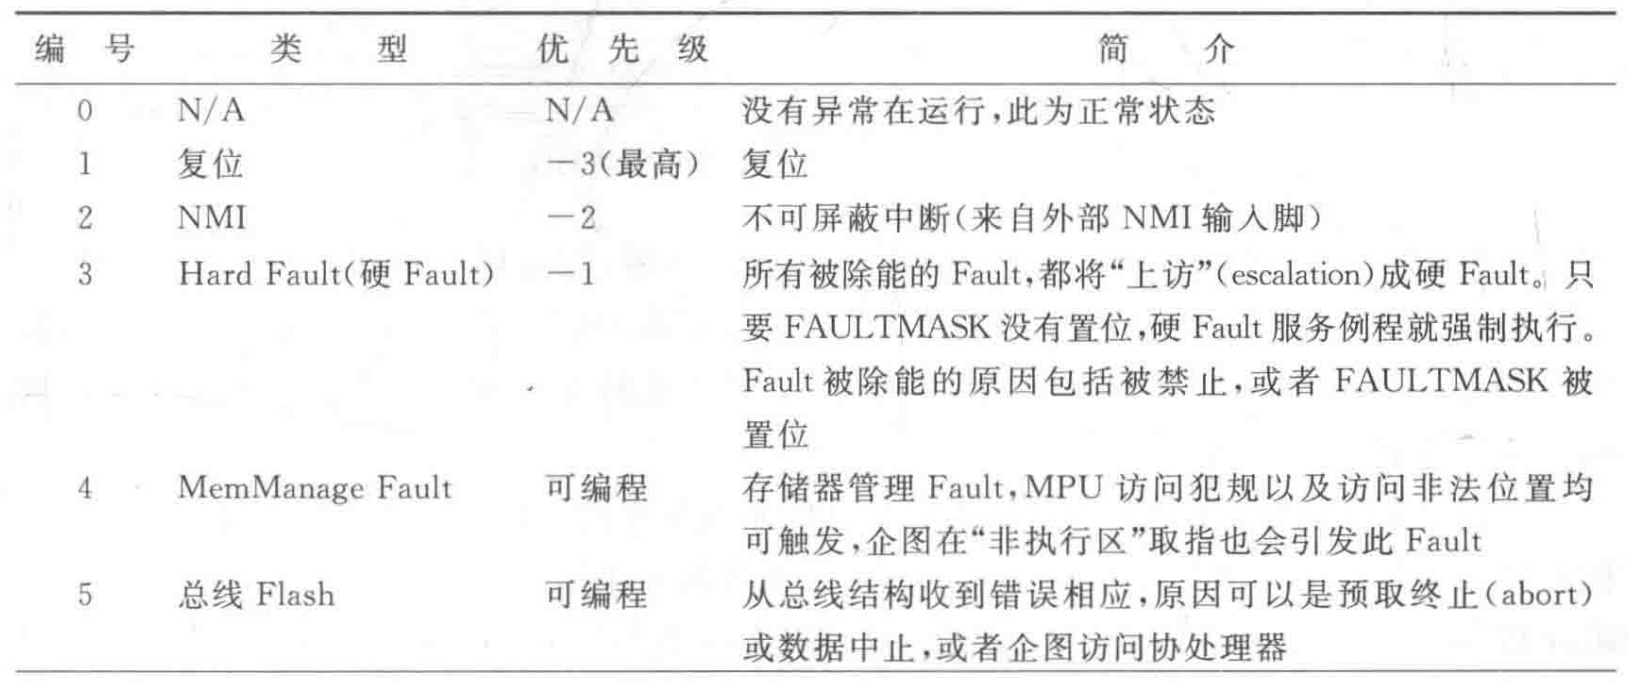 编 号 类 型 优 先 级 简 介
0 N/A N/A 没有异常在运行,此为正常状态
1 复位 －3(最高) 复位
2 NMI －2 不可屏蔽中断(来自外部 NMI 输入脚)
3 Hard Fault(硬 Fault) －1 所有被除能的 Fault,都将“上访”(escalation)成硬 Fault。只
要 FAULTMASK 没有置位,硬 Fault 服务例程就强制执行。
Fault 被除能的原因包括被禁止,或者 FAULTMASK 被
置位
4 MemManage Fault 可编程 存储器管理 Fault,MPU 访问犯规以及访问非法位置均
可触发,企图在“非执行区”取指也会引发此 Fault
5 总线 Flash 可编程 从总线结构收到错误相应,原因可以是预取终止(abort)
或数据中止,或者企图访问协处理器